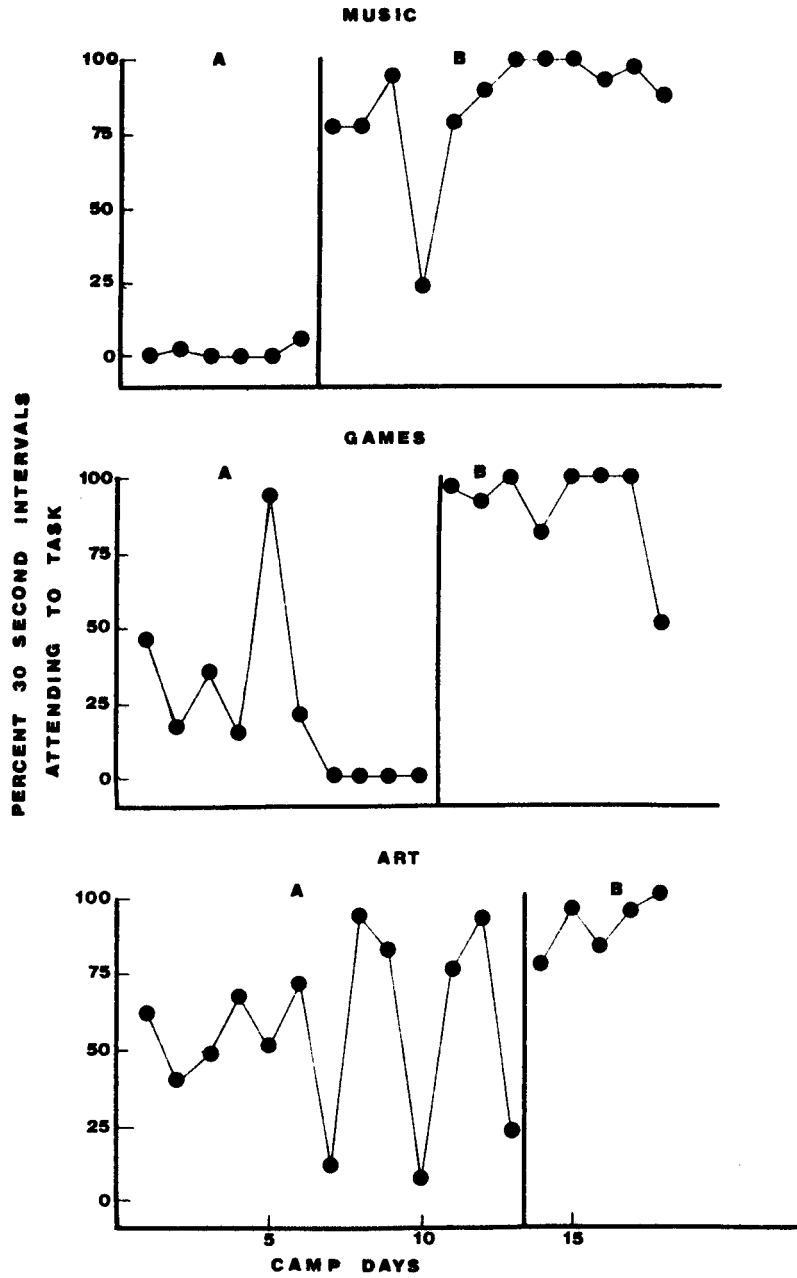 MUSIC
A B
100
75
50
25
0
PERCENT 30 SECOND INTERVALS
ATTENDING TO TASK
GAMES
A B
100
75
50
25
0
ART
A B
100
75
50
25
0
5 10 15
CAMP DAYS